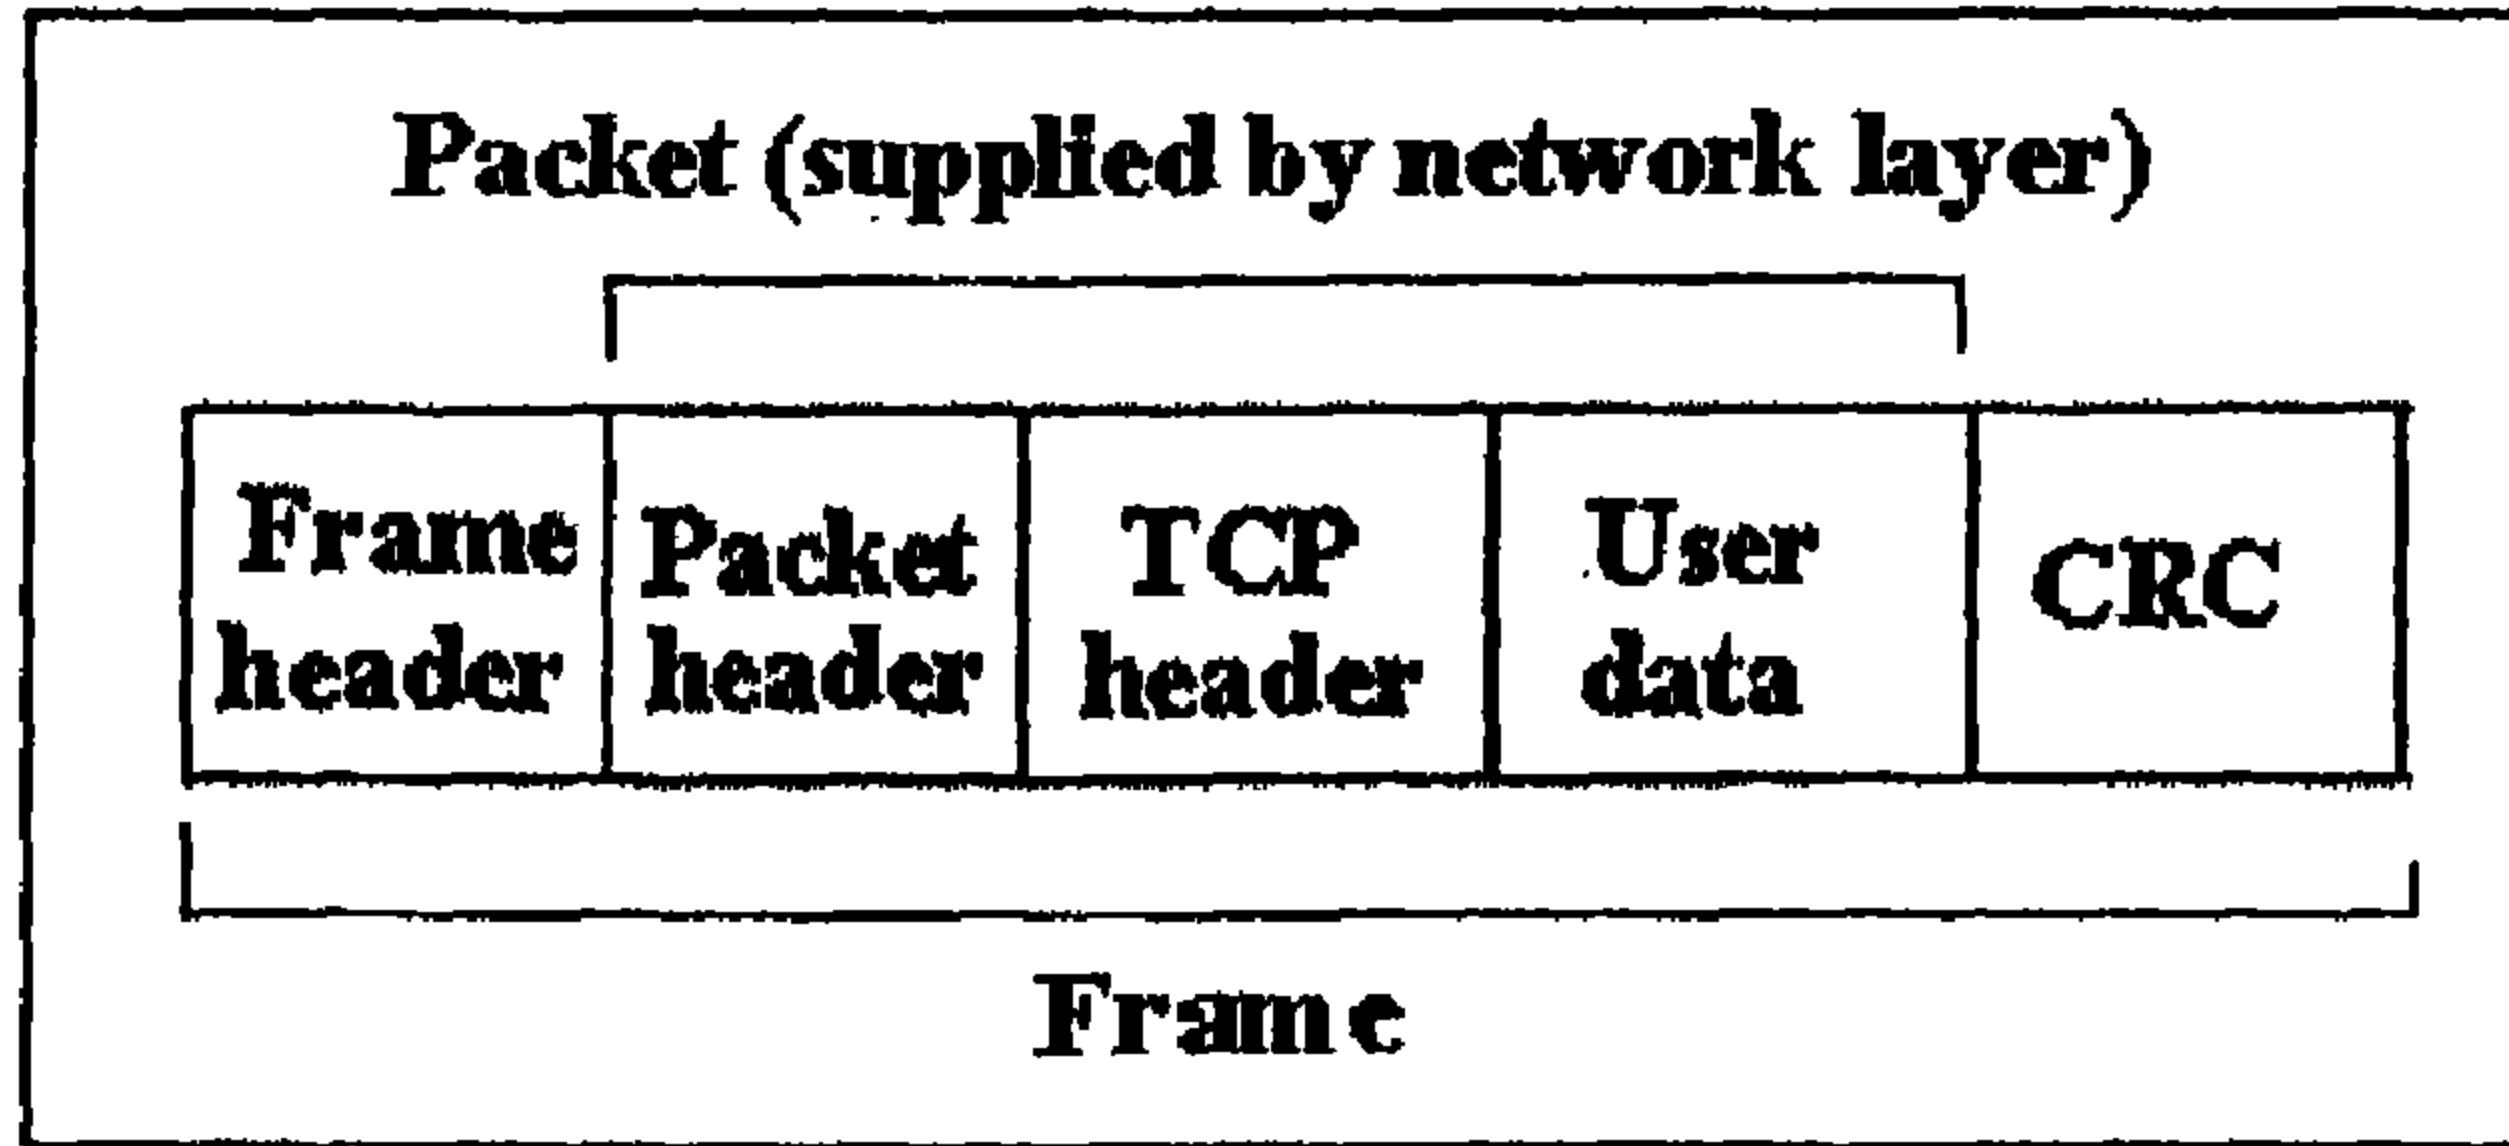 Packet (supplied by network layer)
Frame
header
Packet
header
TCP
header
User
data
CRC
Frame